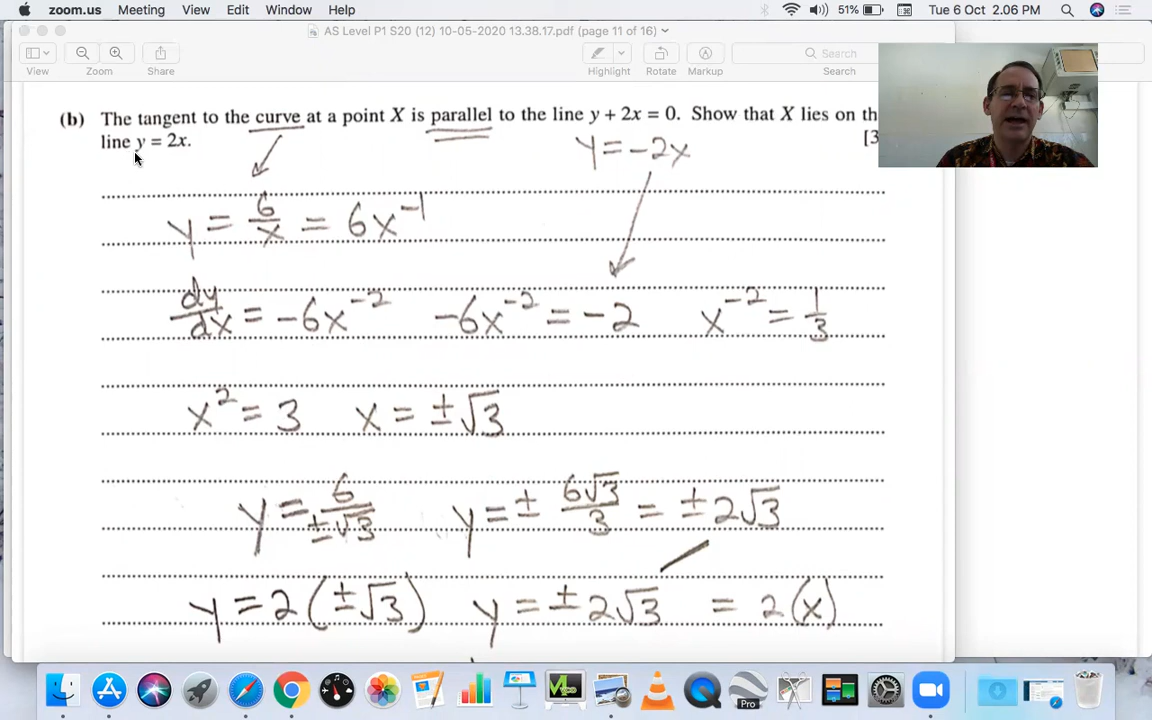 zoom.us Meeting View Edit Window Help 51% Tue 6 Oct 2.06 PM
AS Level P1 S20 (12) 10-05-2020 13.38.17.pdf (page 11 of 16)
View Zoom Share Highlight Rotate Markup Search
Search
(b) The tangent to the curve at a point X is parallel to the line y + 2x = 0. Show that X lies on th
line y = 2x. [3
y = -2x
y = 6/x = 6x^-1
dy/dx = -6x^-2 -6x^-2 = -2 x^-2 = 1/3
x^2 = 3 x = ±√3
y = 6/±√3 y = ± 6√3/3 = ±2√3
y = 2(±√3) y = ±2√3 = 2(x)
Pro